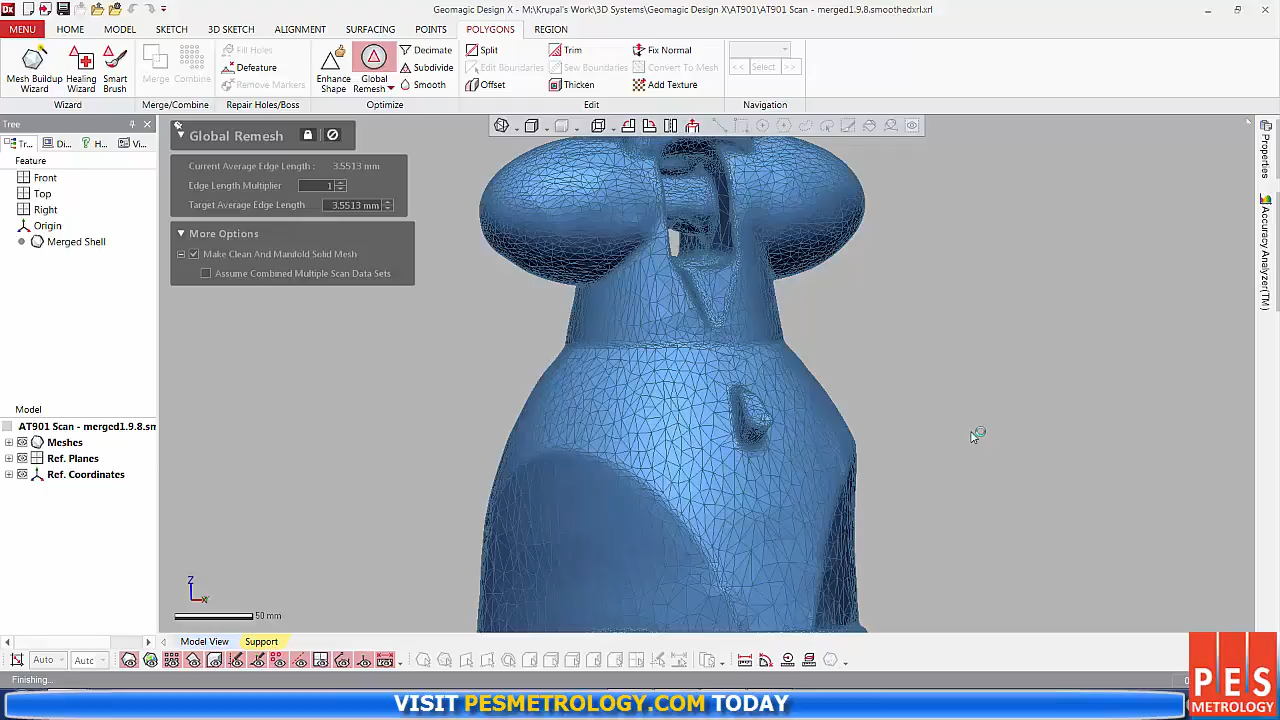 Dx
Geomagic Design X - M:\Krupal's Work\3D Systems\Geomagic Design X\AT901\AT901 Scan - merged1.9.8.smoothedxrl.xrl
MENU HOME MODEL SKETCH 3D SKETCH ALIGNMENT SURFACING POINTS POLYGONS REGION
Mesh Buildup Wizard
Healing Wizard
Smart Brush
Merge Combine
Fill Holes
Defeature
Remove Markers
Enhance Shape
Global Remesh
Decimate
Subdivide
Smooth
Split Trim Fix Normal
Edit Boundaries Sew Boundaries Convert To Mesh
Offset Thicken Add Texture
<< Select >>
Wizard Merge/Combine Repair Holes/Boss Optimize Edit Navigation
Tree
Tr... Di... H... Vi...
Feature
Front
Top
Right
Origin
Merged Shell
Global Remesh
Current Average Edge Length : 3.5513 mm
Edge Length Multiplier 1
Target Average Edge Length 3.5513 mm
More Options
Make Clean And Manifold Solid Mesh
Assume Combined Multiple Scan Data Sets
Properties
Accuracy Analyzer(TM)
Model
AT901 Scan - merged1.9.8.sm
Meshes
Ref. Planes
Ref. Coordinates
Z
X
50 mm
Model View Support
Auto Autc
Finishing...
0
PES
METROLOGY
VISIT PESMETROLOGY.COM TODAY